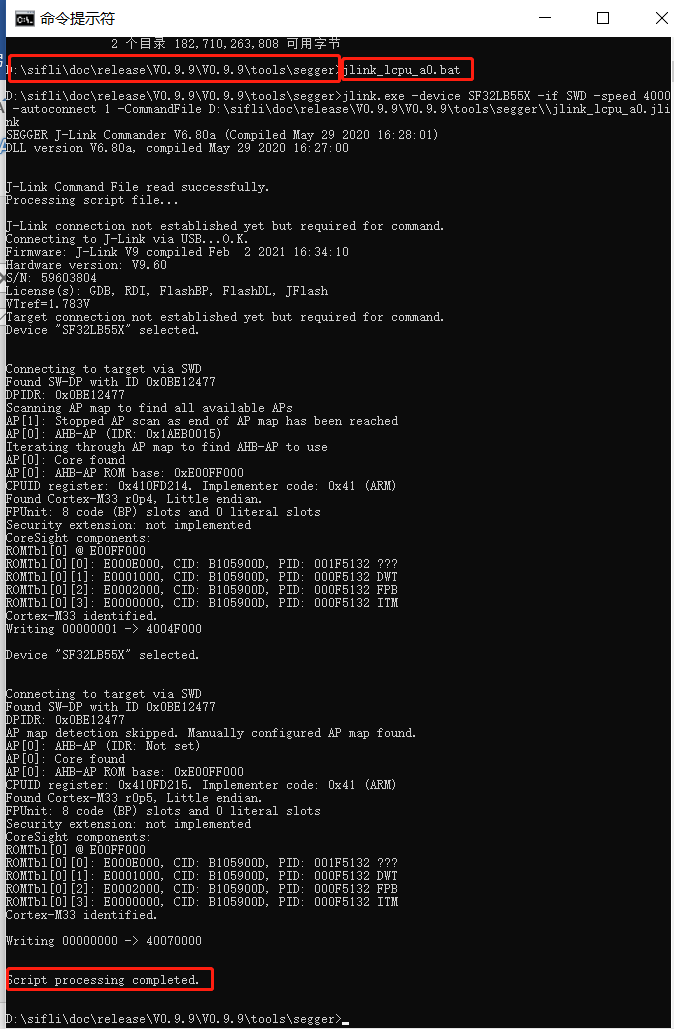 命令提示符
2 个目录 182,710,263,808 可用字节
D:\sifli\doc\release\V0.9.9\V0.9.9\tools\segger>jlink_lcpu_a0.bat
D:\sifli\doc\release\V0.9.9\V0.9.9\tools\segger>jlink.exe -device SF32LB55X -if SWD -speed 4000
-autoconnect 1 -CommandFile D:\sifli\doc\release\V0.9.9\V0.9.9\tools\segger\\jlink_lcpu_a0.jli
nk
SEGGER J-Link Commander V6.80a (Compiled May 29 2020 16:28:01)
DLL version V6.80a, compiled May 29 2020 16:27:00
J-Link Command File read successfully.
Processing script file...
J-Link connection not established yet but required for command.
Connecting to J-Link via USB...O.K.
Firmware: J-Link V9 compiled Feb  2 2021 16:34:10
Hardware version: V9.60
S/N: 59603804
License(s): GDB, RDI, FlashBP, FlashDL, JFlash
VTref=1.783V
Target connection not established yet but required for command.
Device "SF32LB55X" selected.
Connecting to target via SWD
Found SW-DP with ID 0x0BE12477
DPIDR: 0x0BE12477
Scanning AP map to find all available APs
AP[1]: Stopped AP scan as end of AP map has been reached
AP[0]: AHB-AP (IDR: 0x1AEB0015)
Iterating through AP map to find AHB-AP to use
AP[0]: Core found
AP[0]: AHB-AP ROM base: 0xE00FF000
CPUID register: 0x410FD214. Implementer code: 0x41 (ARM)
Found Cortex-M33 r0p4, Little endian.
FPUnit: 8 code (BP) slots and 0 literal slots
Security extension: not implemented
CoreSight components:
ROMTbl[0] @ E00FF000
ROMTbl[0][0]: E000E000, CID: B105900D, PID: 001F5132 ???
ROMTbl[0][1]: E0001000, CID: B105900D, PID: 000F5132 DWT
ROMTbl[0][2]: E0002000, CID: B105900D, PID: 000F5132 FPB
ROMTbl[0][3]: E0000000, CID: B105900D, PID: 000F5132 ITM
Cortex-M33 identified.
Writing 00000001 -> 4004F000
Device "SF32LB55X" selected.
Connecting to target via SWD
Found SW-DP with ID 0x0BE12477
DPIDR: 0x0BE12477
AP map detection skipped. Manually configured AP map found.
AP[0]: AHB-AP (IDR: Not set)
AP[0]: Core found
AP[0]: AHB-AP ROM base: 0xE00FF000
CPUID register: 0x410FD215. Implementer code: 0x41 (ARM)
Found Cortex-M33 r0p5, Little endian.
FPUnit: 8 code (BP) slots and 0 literal slots
Security extension: not implemented
CoreSight components:
ROMTbl[0] @ E00FF000
ROMTbl[0][0]: E000E000, CID: B105900D, PID: 001F5132 ???
ROMTbl[0][1]: E0001000, CID: B105900D, PID: 000F5132 DWT
ROMTbl[0][2]: E0002000, CID: B105900D, PID: 000F5132 FPB
ROMTbl[0][3]: E0000000, CID: B105900D, PID: 000F5132 ITM
Cortex-M33 identified.
Writing 00000000 -> 40070000
Script processing completed.
D:\sifli\doc\release\V0.9.9\V0.9.9\tools\segger>